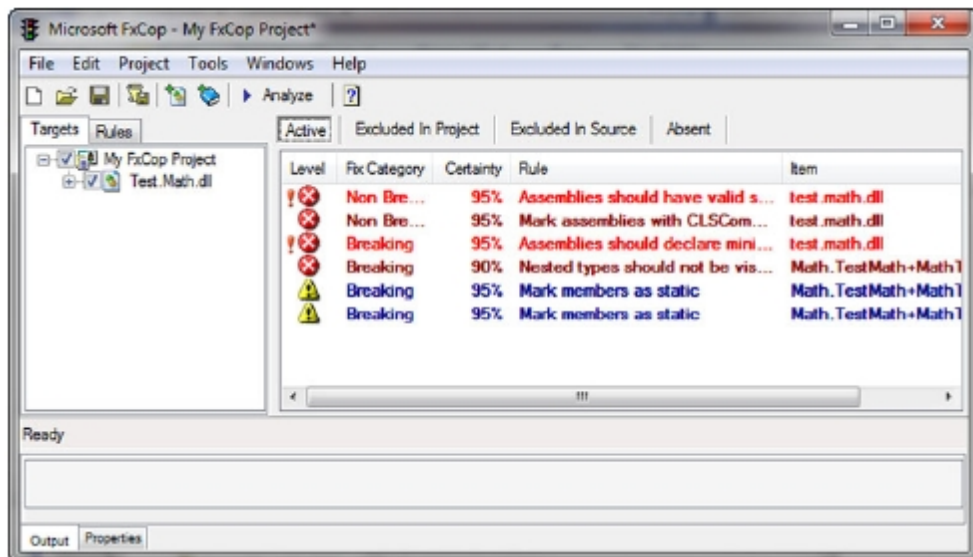 Microsoft FxCop - My FxCop Project*
File Edit Project Tools Windows Help
Analyze
Targets Rules
Active Excluded In Project Excluded In Source Absent
My FxCop Project
Test.Math.dll
Level Fix Category Certainty Rule Item
Non Bre... 95% Assemblies should have valid s... test.math.dll
Non Bre... 95% Mark assemblies with CLSCom... test.math.dll
Breaking 95% Assemblies should declare mini... test.math.dll
Breaking 90% Nested types should not be vis... Math.TestMath+MathT
Breaking 95% Mark members as static Math.TestMath+MathT
Breaking 95% Mark members as static Math.TestMath+MathT
Ready
Output Properties